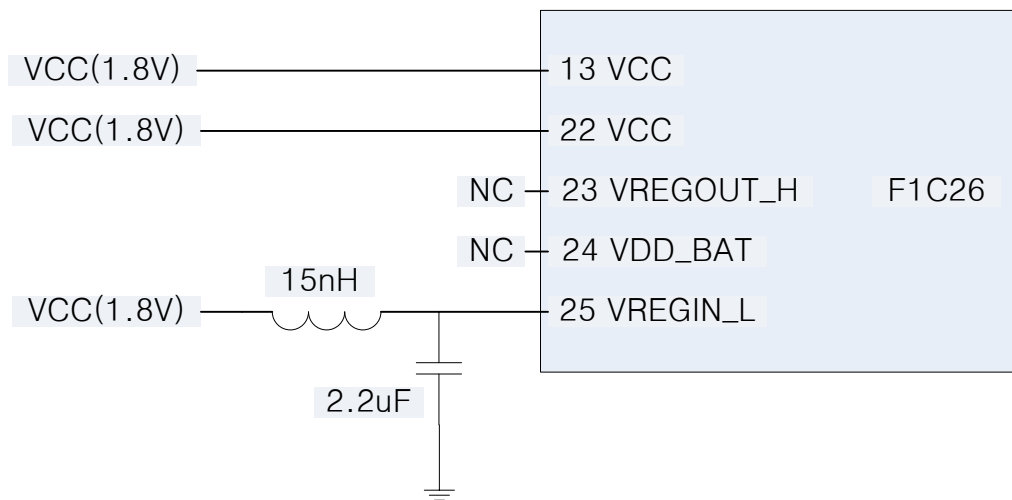 VCC(1.8V) 13 VCC
VCC(1.8V) 22 VCC
NC 23 VREGOUT_H F1C26
NC 24 VDD_BAT
15nH
VCC(1.8V) 25 VREGIN_L
2.2uF